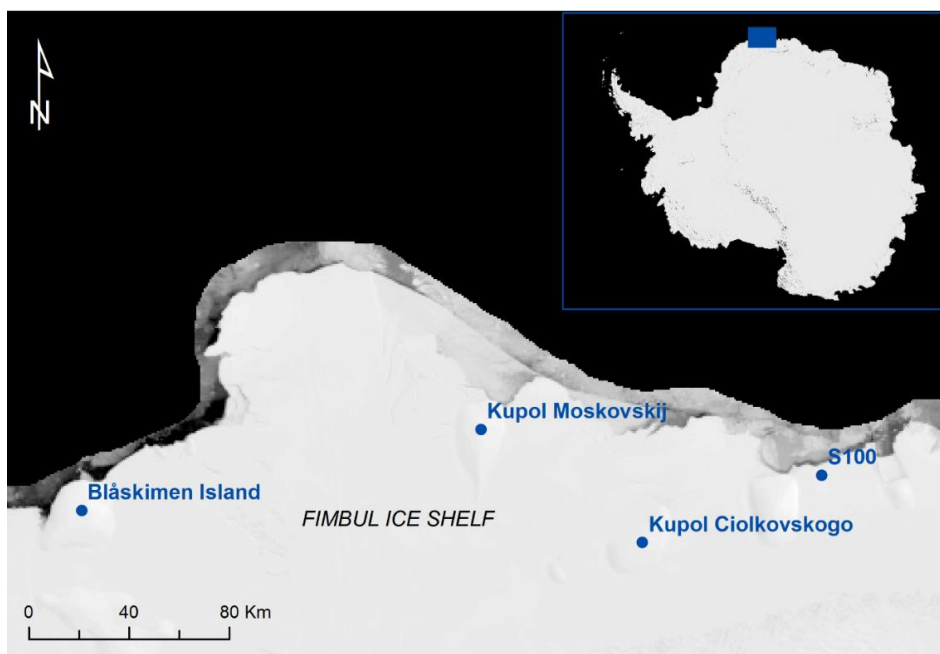 N
Kupol Moskovskij
S100
Blåskimen Island
FIMBUL ICE SHELF
Kupol Ciolkovskogo
0 40 80 Km